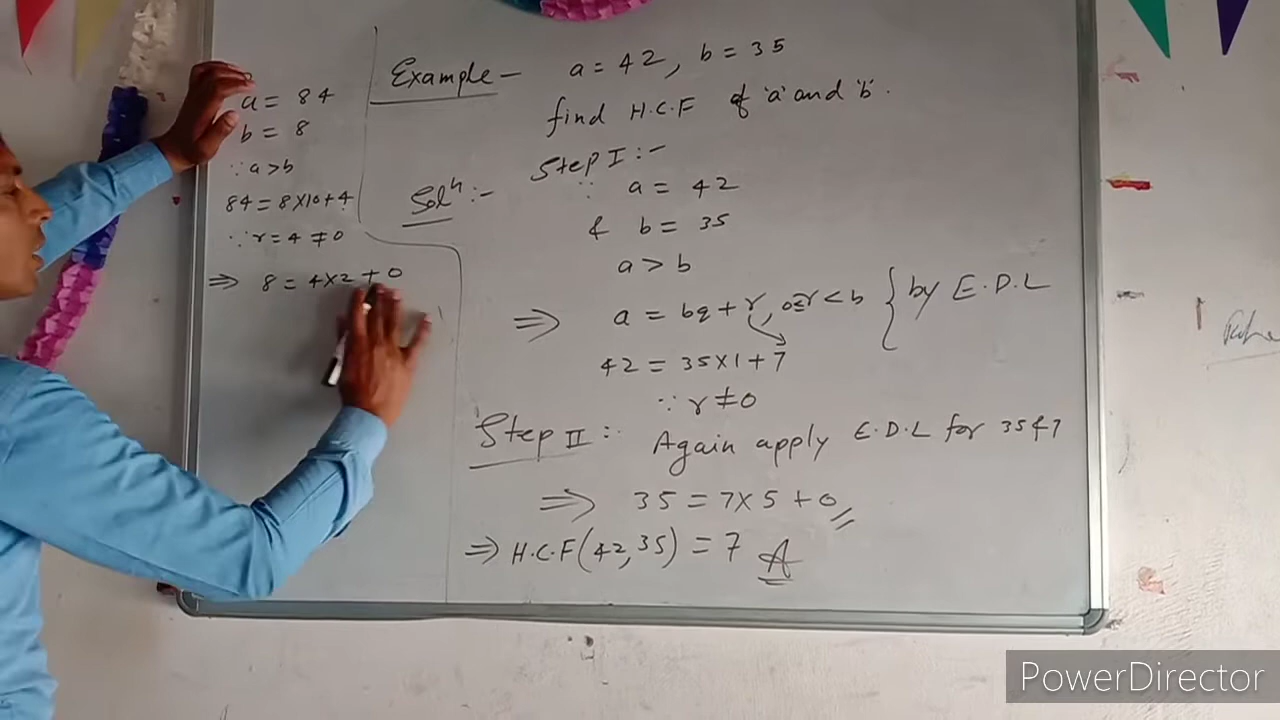 a = 84
b = 8
∵ a > b
84 = 8×10+4
∵ r = 4 ≠ 0
⇒ 8 = 4×2+0
Example – a = 42, b = 35
find H.C.F of 'a' and 'b'.
Solⁿ :- Step I :-
∵ a = 42
& b = 35
a > b
⇒ a = bq + r, 0≤r<b } by E.D.L
42 = 35×1+7
∵ r ≠ 0
Step II :- Again apply E.D.L for 35 & 7
⇒ 35 = 7×5+0
⇒ H.C.F(42,35) = 7 A
PowerDirector